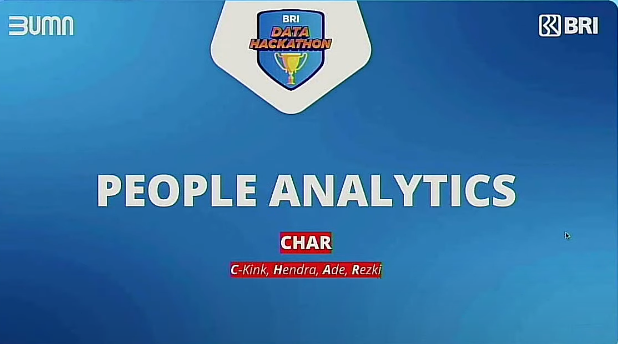 BUMN
BRI
BRI
DATA
HACKATHON
PEOPLE ANALYTICS
CHAR
C-Kink, Hendra, Ade, Rezki